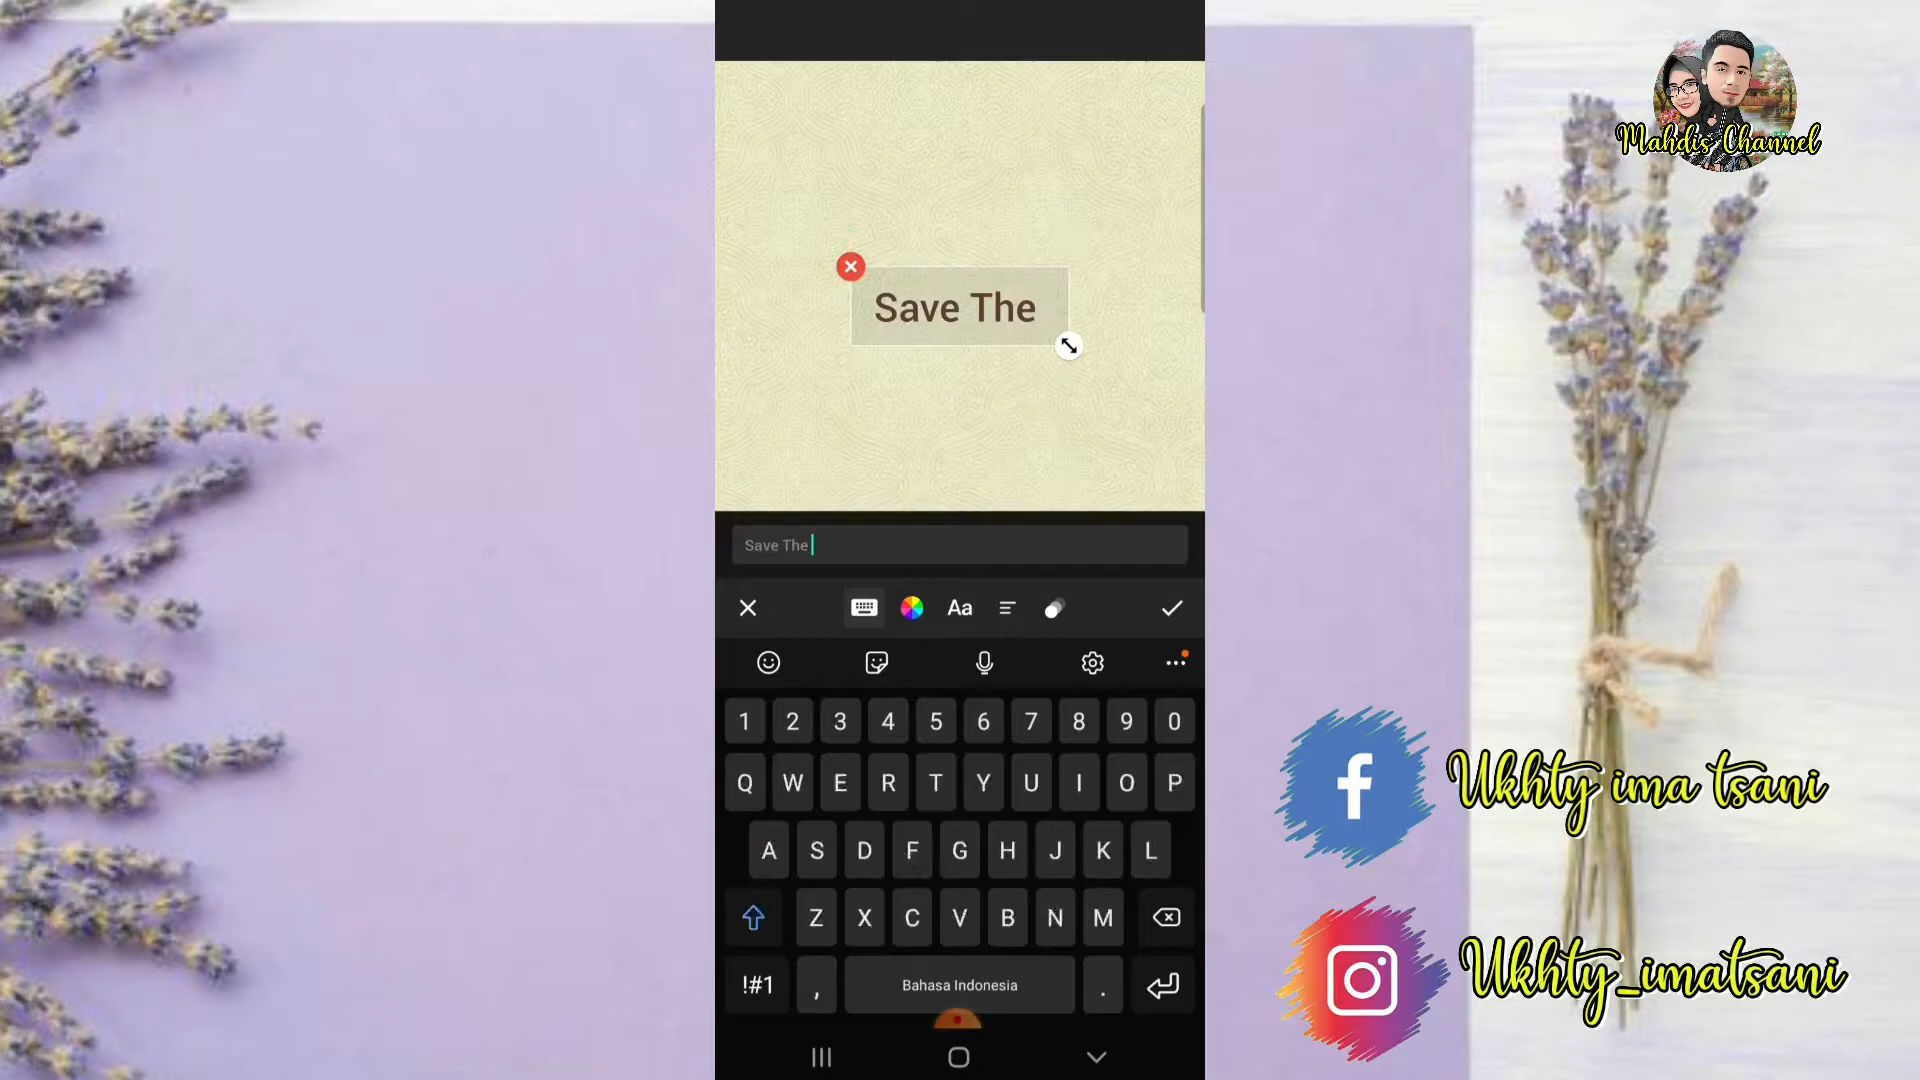 Mahdis Channel
Save The
Save The
Aa
1 2 3 4 5 6 7 8 9 0
Q W E R T Y U I O P
A S D F G H J K L
Z X C V B N M
!#1 , Bahasa Indonesia .
Ukhty ima tsani
Ukhty_imatsani